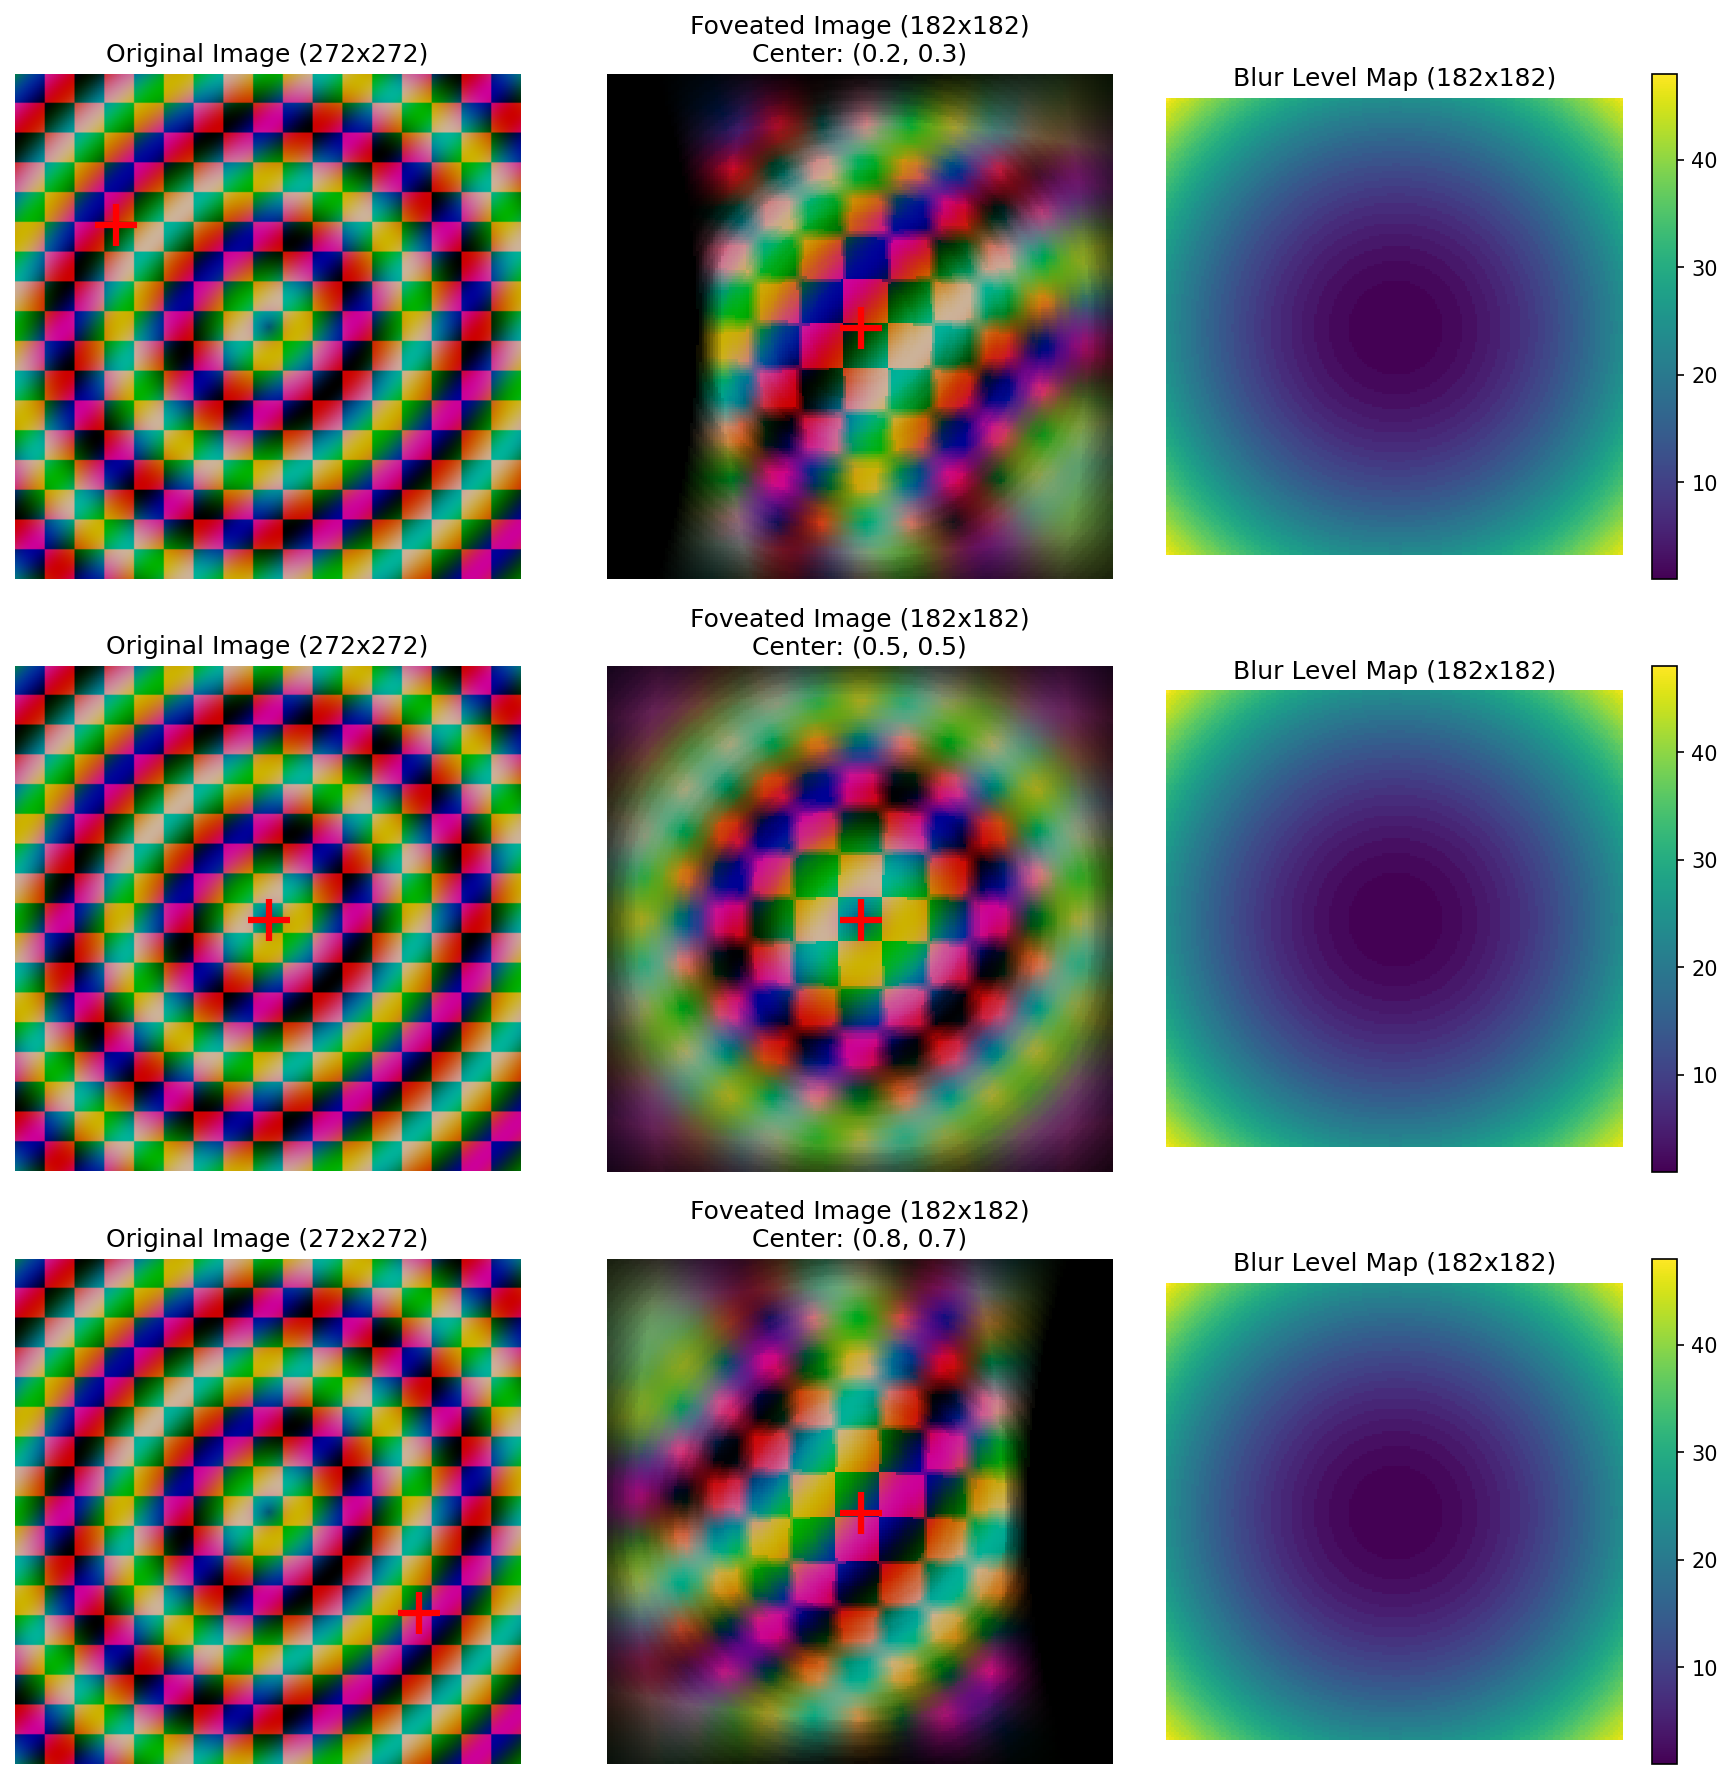 Original Image (272x272)
Foveated Image (182x182)
Center: (0.2, 0.3)
Blur Level Map (182x182)
40
30
20
10
Original Image (272x272)
Foveated Image (182x182)
Center: (0.5, 0.5)
Blur Level Map (182x182)
40
30
20
10
Original Image (272x272)
Foveated Image (182x182)
Center: (0.8, 0.7)
Blur Level Map (182x182)
40
30
20
10